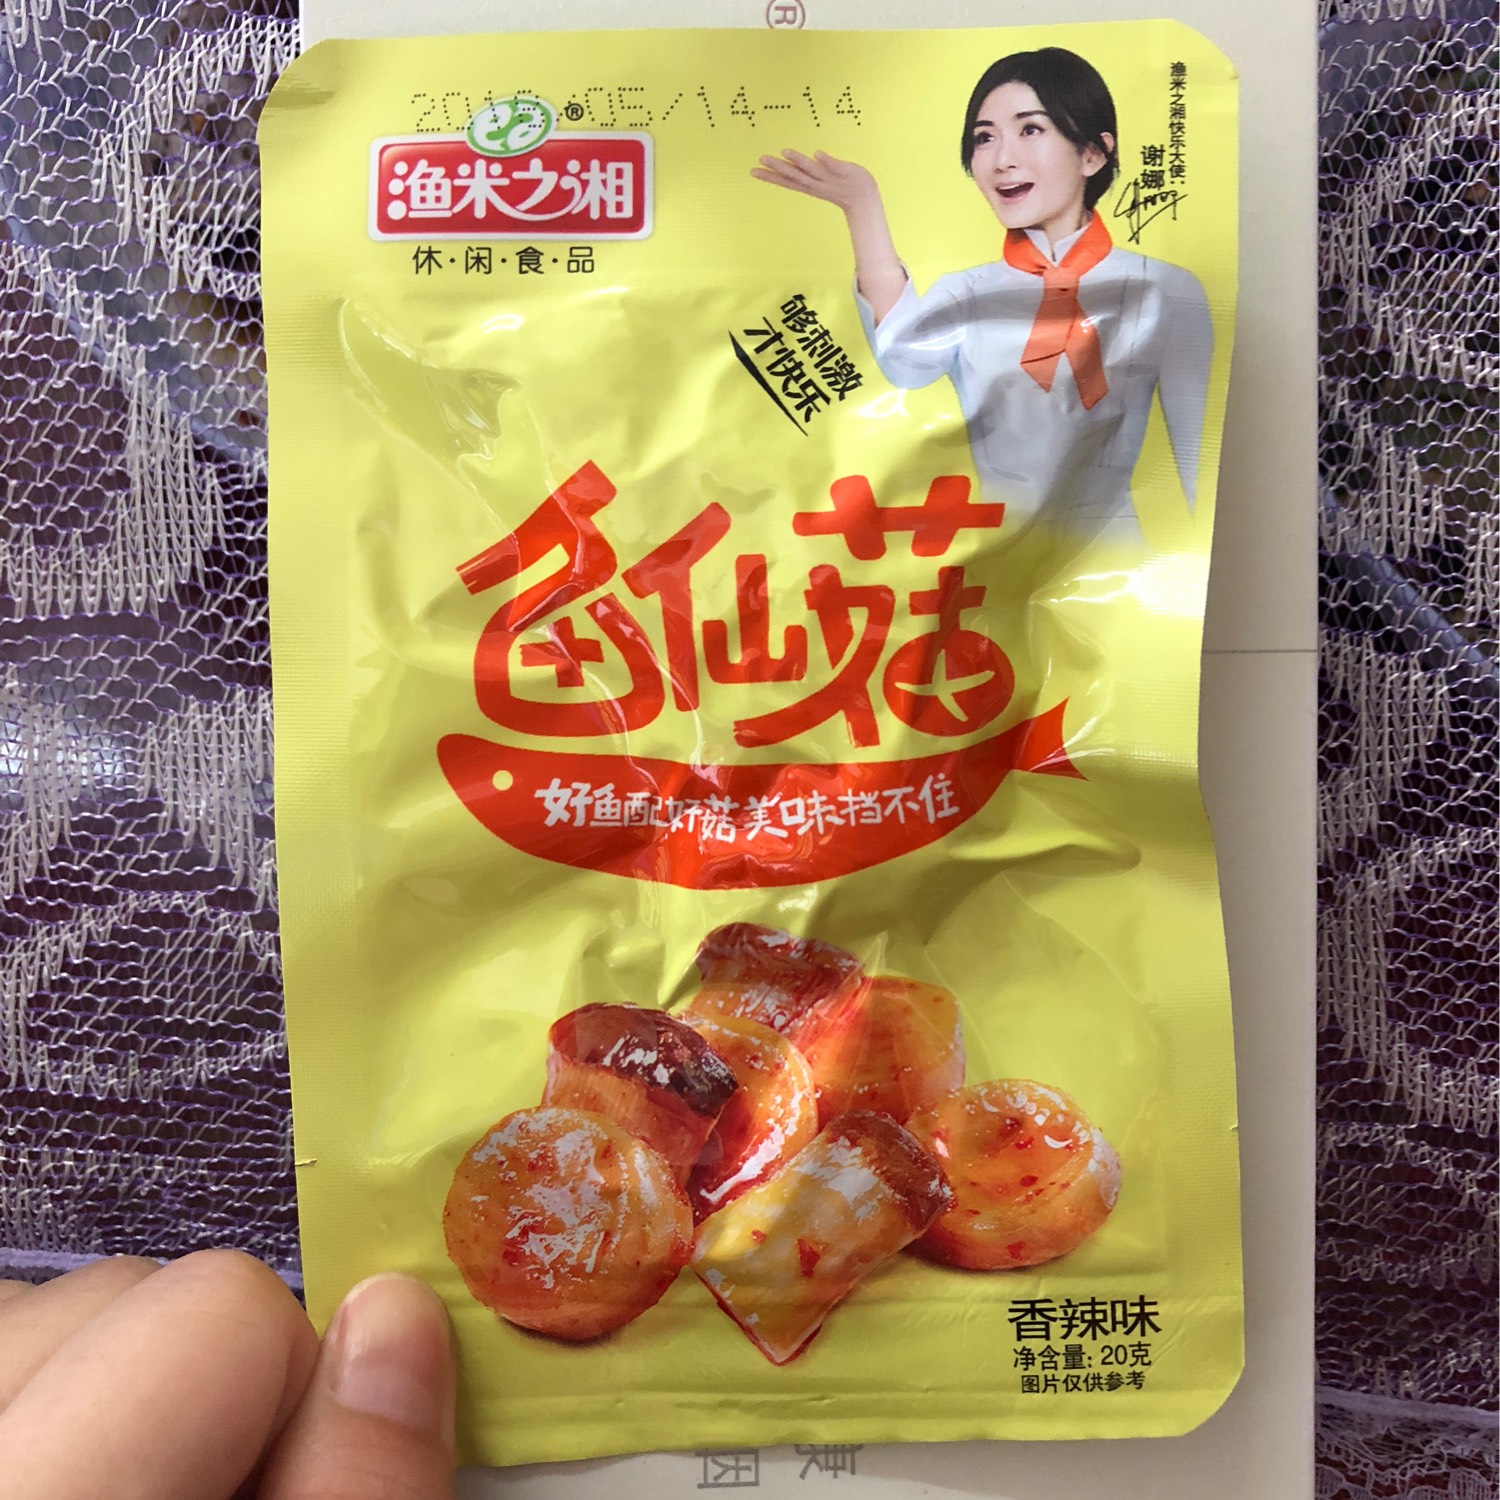 ®
/05/14-14
®
渔米之湘
休·闲·食·品
渔米之湘快乐大使:
谢娜
够刺激
才快乐
鱼仙菇
好鱼配好菇美味挡不住
香辣味
净含量: 20克
图片仅供参考